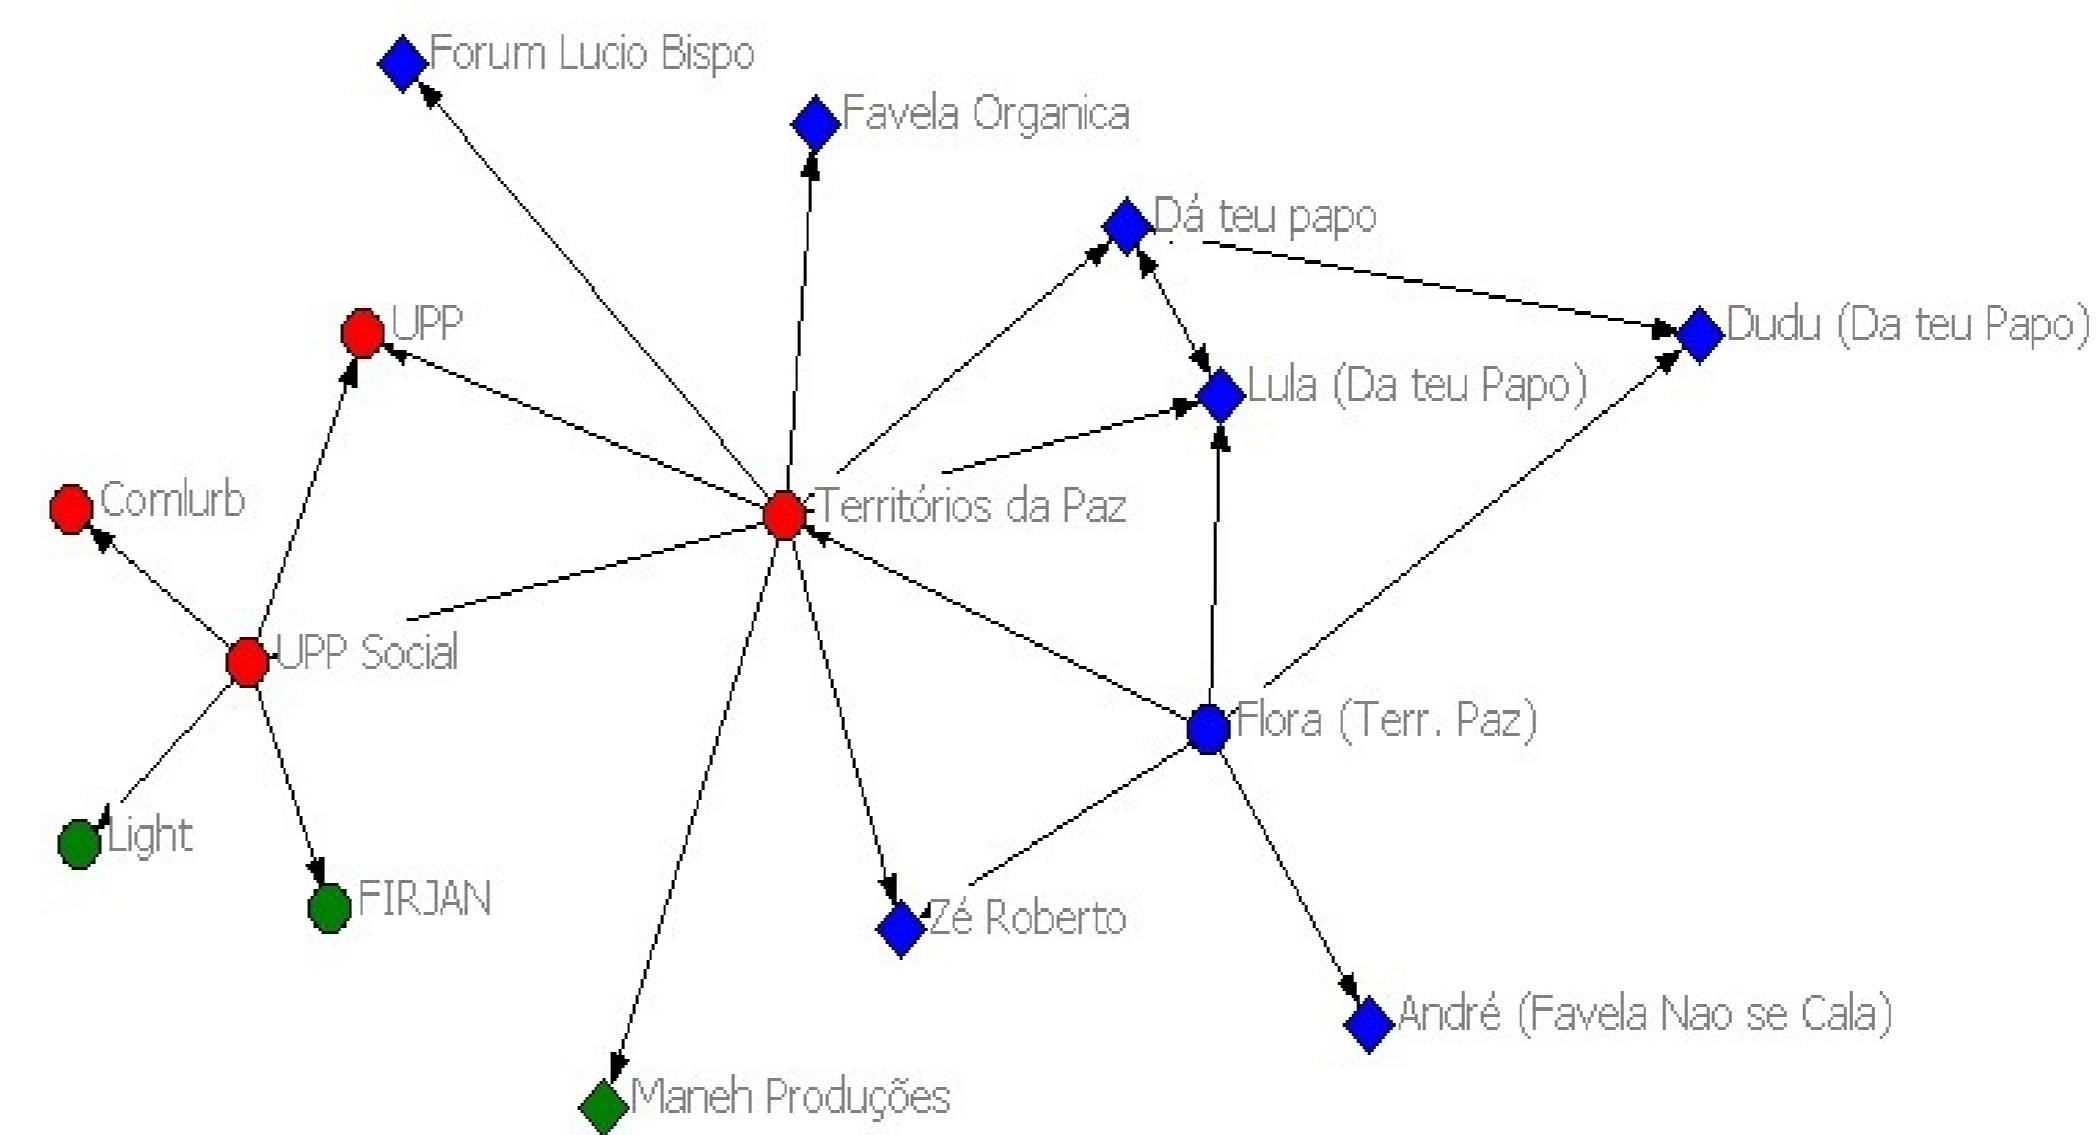 Forum Lucio Bispo
Favela Organica
Dá teu papo
UPP
Dudu (Da teu Papo)
Lula (Da teu Papo)
Comlurb
Territórios da Paz
UPP Social
Flora (Terr. Paz)
Light
FIRJAN
Zé Roberto
André (Favela Nao se Cala)
Maneh Produções